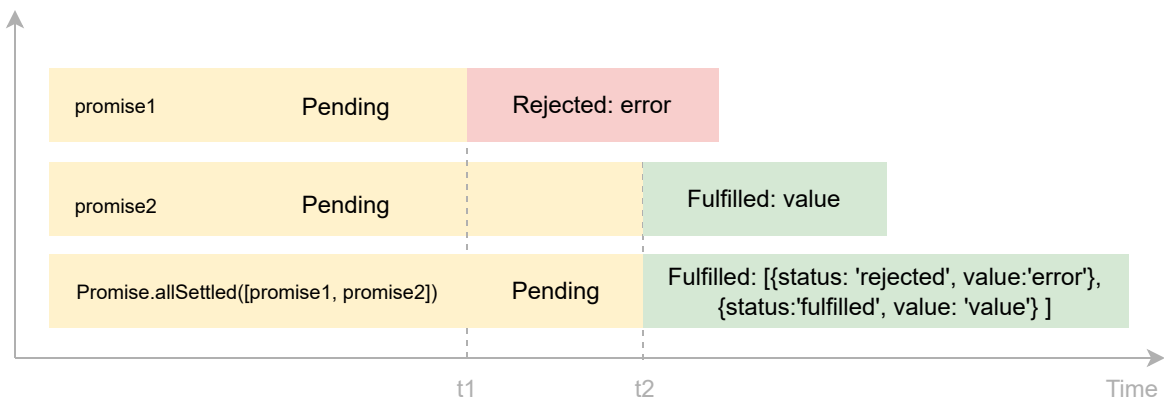 promise1 Pending Rejected: error
promise2 Pending Fulfilled: value
Promise.allSettled([promise1, promise2]) Pending Fulfilled: [{status: 'rejected', value:'error'},
{status:'fulfilled', value: 'value'} ]
t1 t2 Time